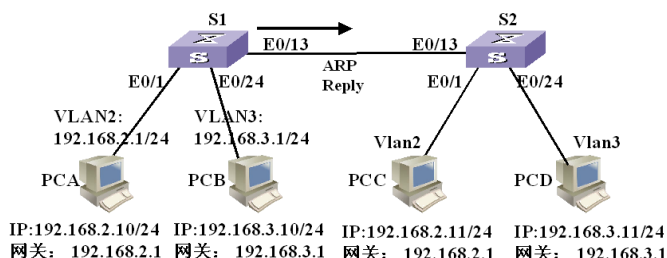 S1
S2
E0/13
E0/13
ARP
Reply
E0/1
E0/24
E0/1
E0/24
VLAN2:
192.168.2.1/24
VLAN3:
192.168.3.1/24
Vlan2
Vlan3
PCA
PCB
PCC
PCD
IP:192.168.2.10/24
网关: 192.168.2.1
IP:192.168.3.10/24
网关: 192.168.3.1
IP:192.168.2.11/24
网关: 192.168.2.1
IP:192.168.3.11/24
网关: 192.168.3.1